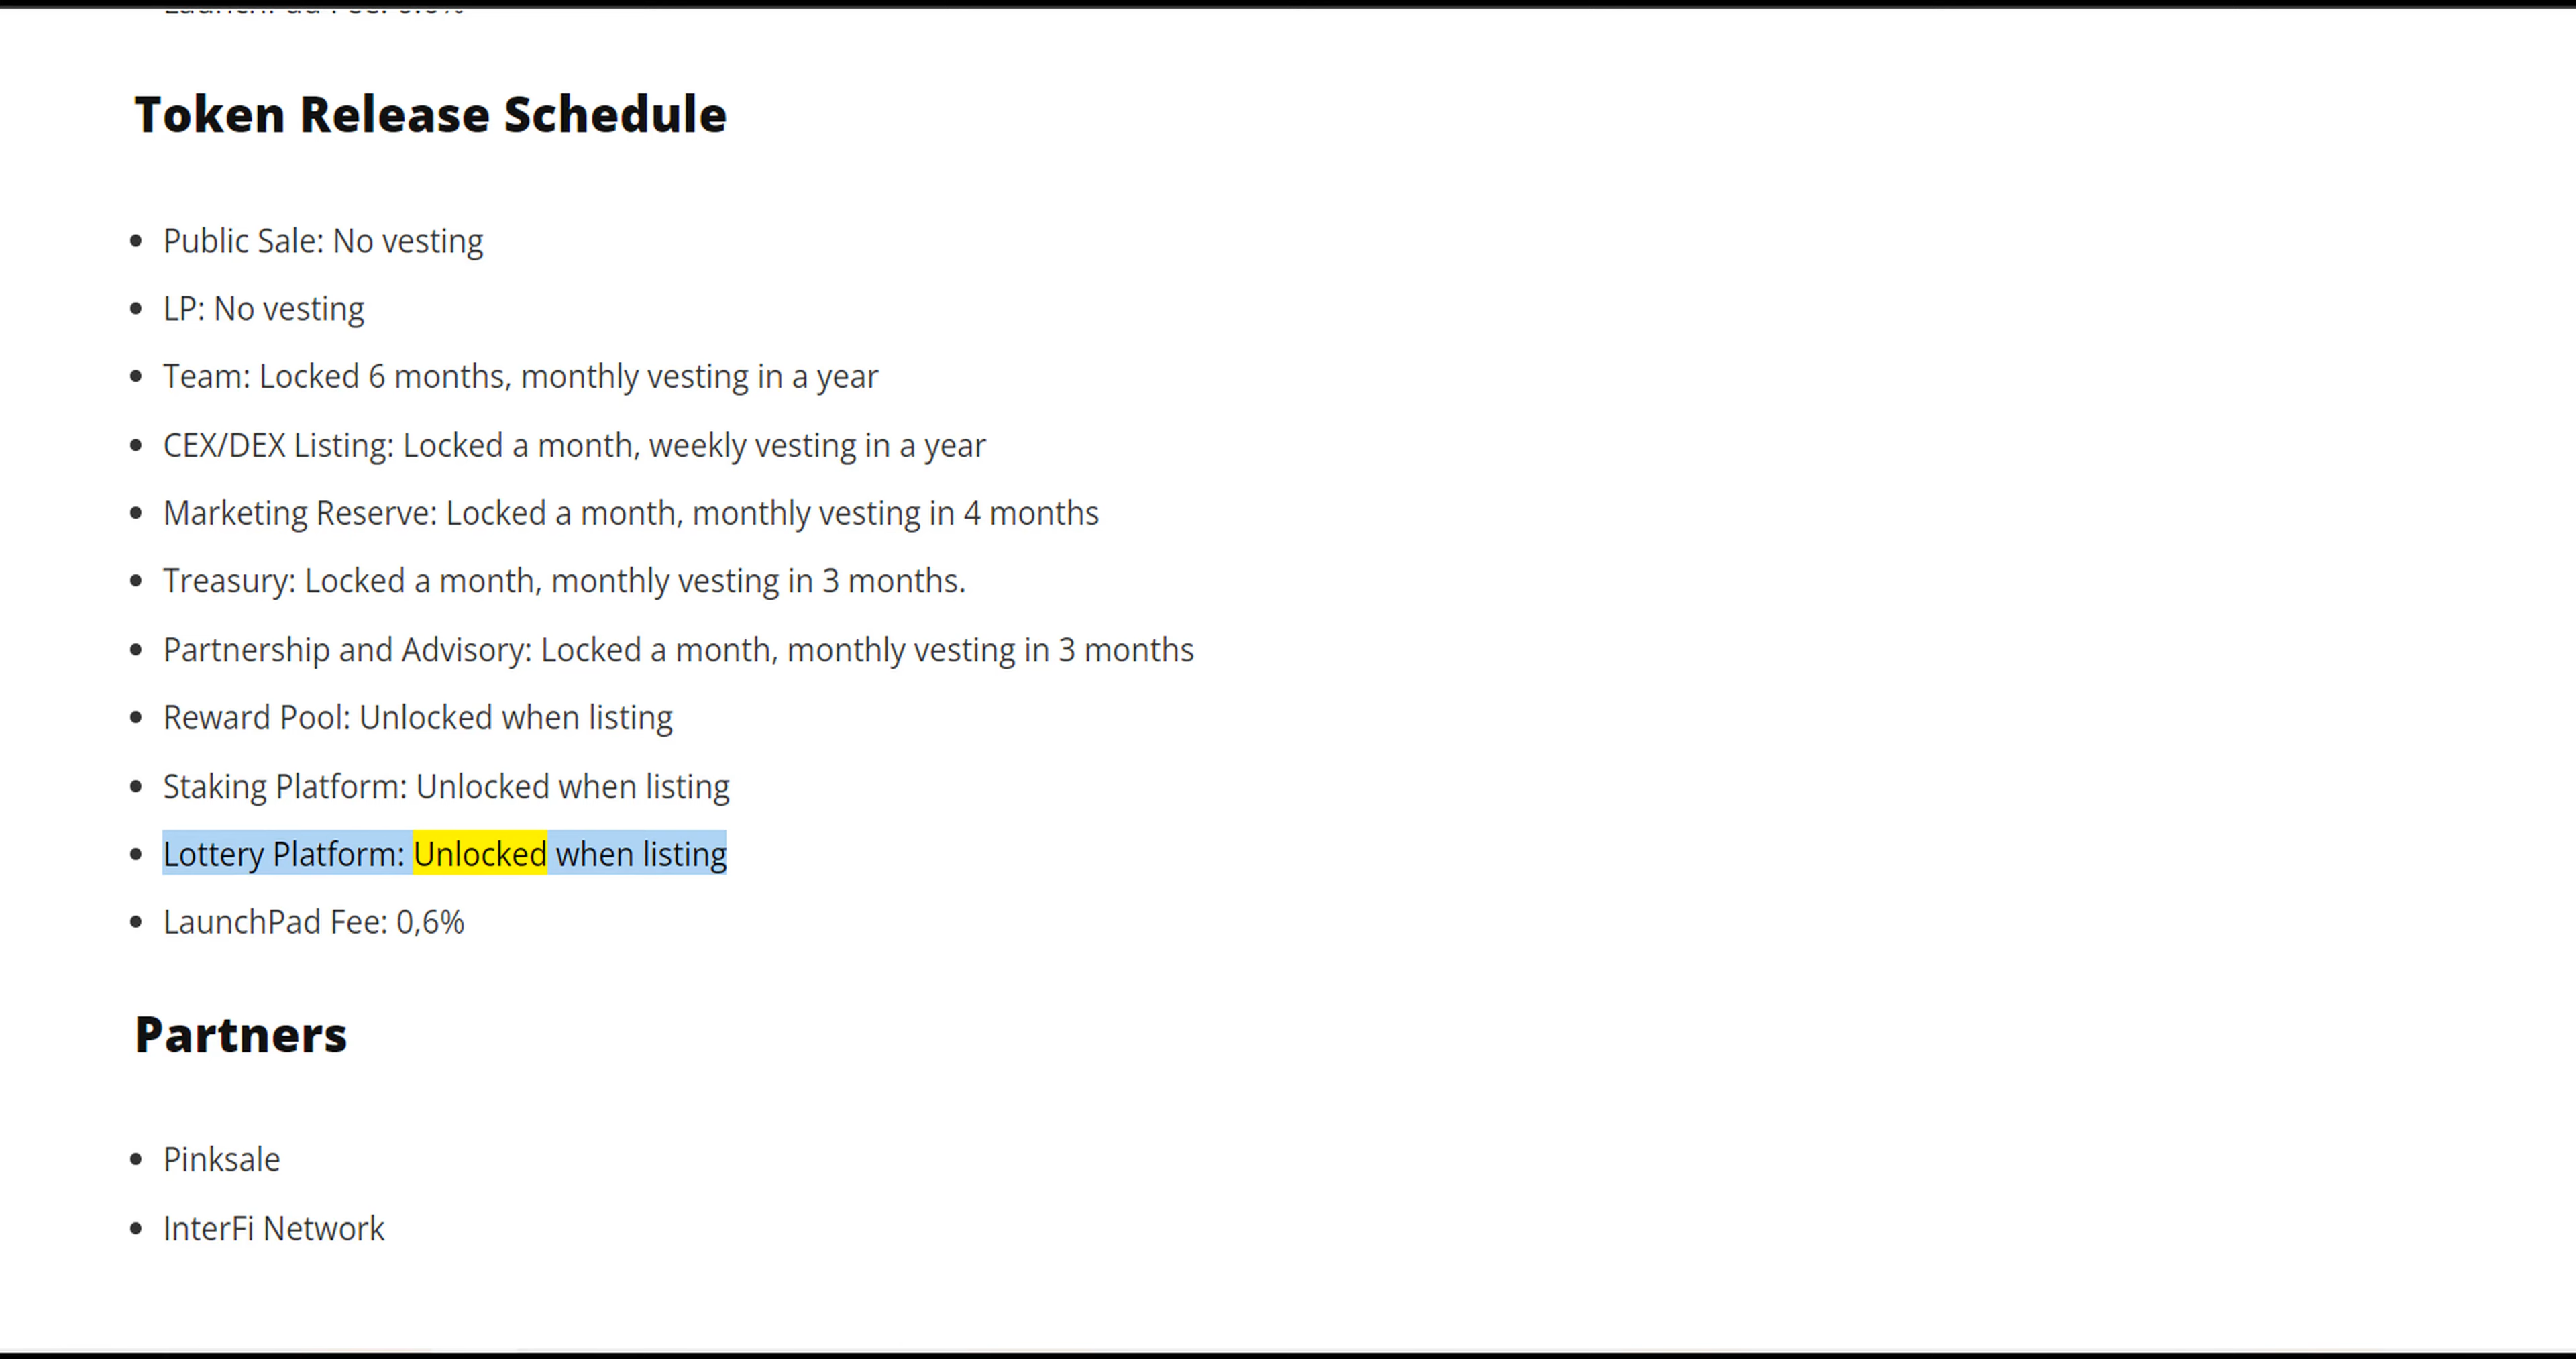 Token Release Schedule
Public Sale: No vesting
LP: No vesting
Team: Locked 6 months, monthly vesting in a year
CEX/DEX Listing: Locked a month, weekly vesting in a year
Marketing Reserve: Locked a month, monthly vesting in 4 months
Treasury: Locked a month, monthly vesting in 3 months.
Partnership and Advisory: Locked a month, monthly vesting in 3 months
Reward Pool: Unlocked when listing
Staking Platform: Unlocked when listing
Lottery Platform: Unlocked when listing
LaunchPad Fee: 0,6%
Partners
Pinksale
InterFi Network